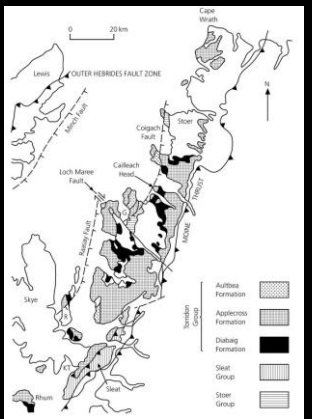 Cape
Wrath
0 20 km
Lewis
OUTER HEBRIDES FAULT ZONE
N
Minch Fault
Coigach
Fault
Stoer
Cailleach
Head
Loch Maree
Fault
MOINE THRUST
Raasay Fault
Skye
R
KT
Sleat
Rhum
Torridon
Group
Aultbea
Formation
Applecross
Formation
Diabaig
Formation
Sleat
Group
Stoer
Group